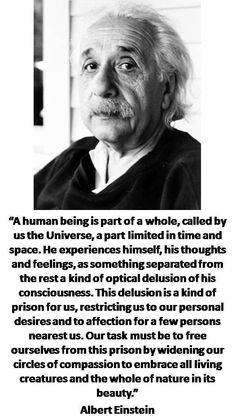 “A human being is part of a whole, called by
us the Universe, a part limited in time and
space. He experiences himself, his thoughts
and feelings, as something separated from
the rest a kind of optical delusion of his
consciousness. This delusion is a kind of
prison for us, restricting us to our personal
desires and to affection for a few persons
nearest us. Our task must be to free
ourselves from this prison by widening our
circles of compassion to embrace all living
creatures and the whole of nature in its
beauty.”
Albert Einstein